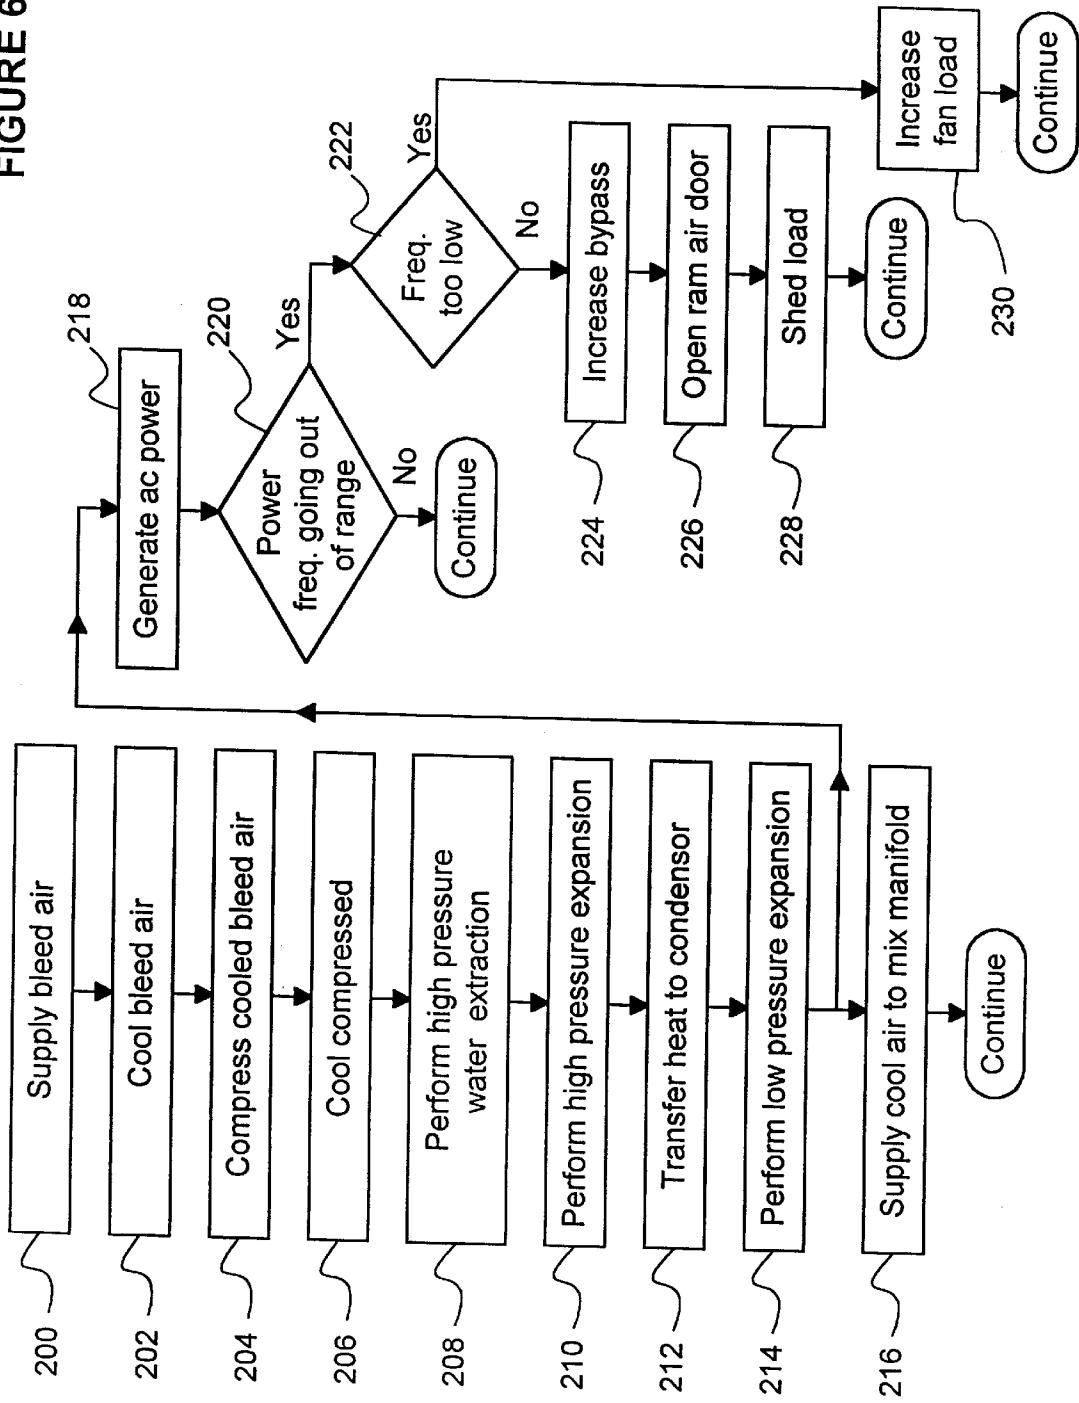 FIGURE 6
200
Supply bleed air
202
Cool bleed air
204
Compress cooled bleed air
206
Cool compressed
208
Perform high pressure
water extraction
210
Perform high pressure expansion
212
Transfer heat to condensor
214
Perform low pressure expansion
216
Supply cool air to mix manifold
Continue
218
Generate ac power
220
Power
freq. going out
of range
Yes
No
Continue
222
Freq.
too low
Yes
No
224
Increase bypass
226
Open ram air door
228
Shed load
Continue
230
Increase
fan load
Continue